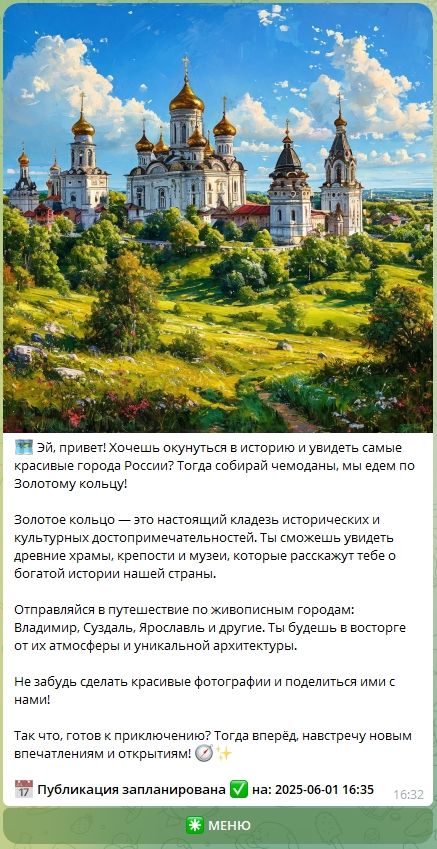 🗺️ Эй, привет! Хочешь окунуться в историю и увидеть самые
красивые города России? Тогда собирай чемоданы, мы едем по
Золотому кольцу!
Золотое кольцо — это настоящий кладезь исторических и
культурных достопримечательностей. Ты сможешь увидеть
древние храмы, крепости и музеи, которые расскажут тебе о
богатой истории нашей страны.
Отправляйся в путешествие по живописным городам:
Владимир, Суздаль, Ярославль и другие. Ты будешь в восторге
от их атмосферы и уникальной архитектуры.
Не забудь сделать красивые фотографии и поделиться ими с
нами!
Так что, готов к приключению? Тогда вперёд, навстречу новым
впечатлениям и открытиям! 🧭✨
📅 Публикация запланирована ✅ на: 2025-06-01 16:35
16:32
✳️ МЕНЮ